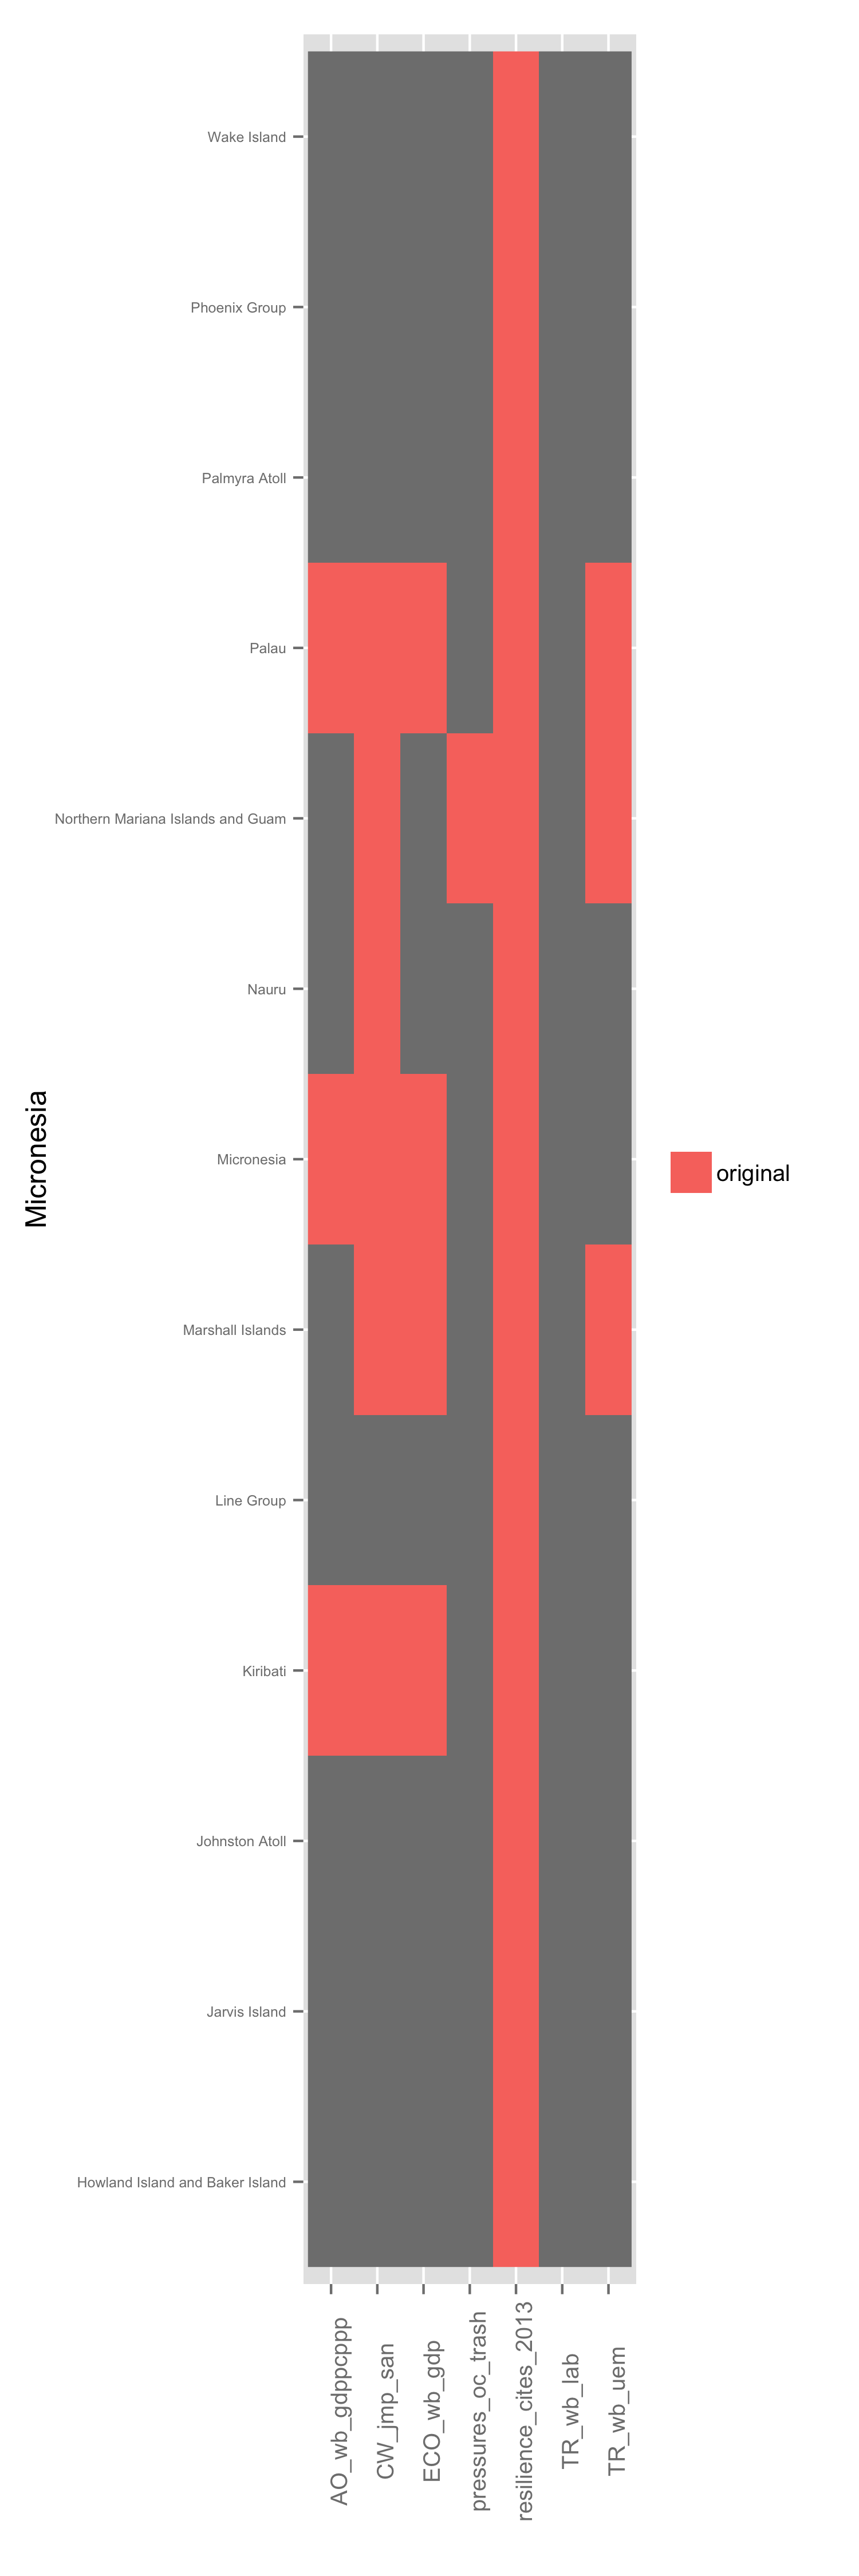 Wake Island
Phoenix Group
Palmyra Atoll
Palau
Northern Mariana Islands and Guam
Nauru
Micronesia
Micronesia
original
Marshall Islands
Line Group
Kiribati
Johnston Atoll
Jarvis Island
Howland Island and Baker Island
AO_wb_gdppcppp
CW_jmp_san
ECO_wb_gdp
pressures_oc_trash
resilience_cites_2013
TR_wb_lab
TR_wb_uem